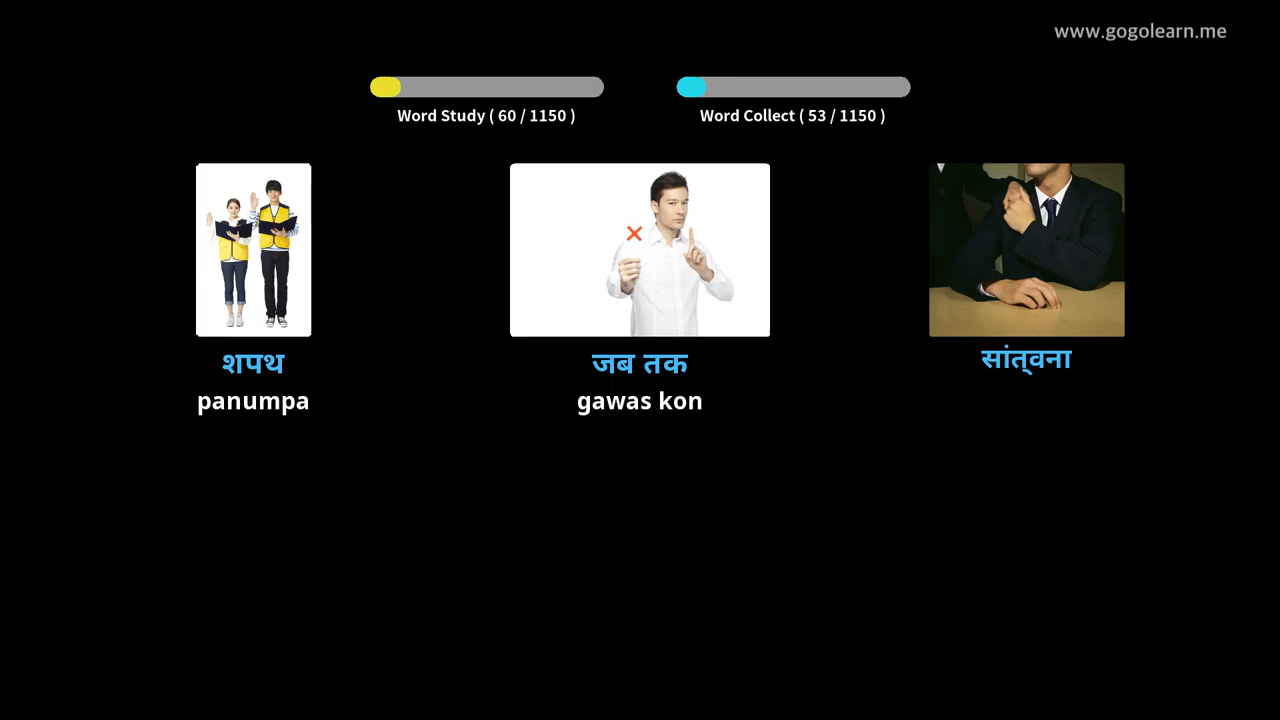 www.gogolearn.me
Word Study ( 60 / 1150 )
Word Collect ( 53 / 1150 )
शपथ
panumpa
जब तक
gawas kon
सांत्वना